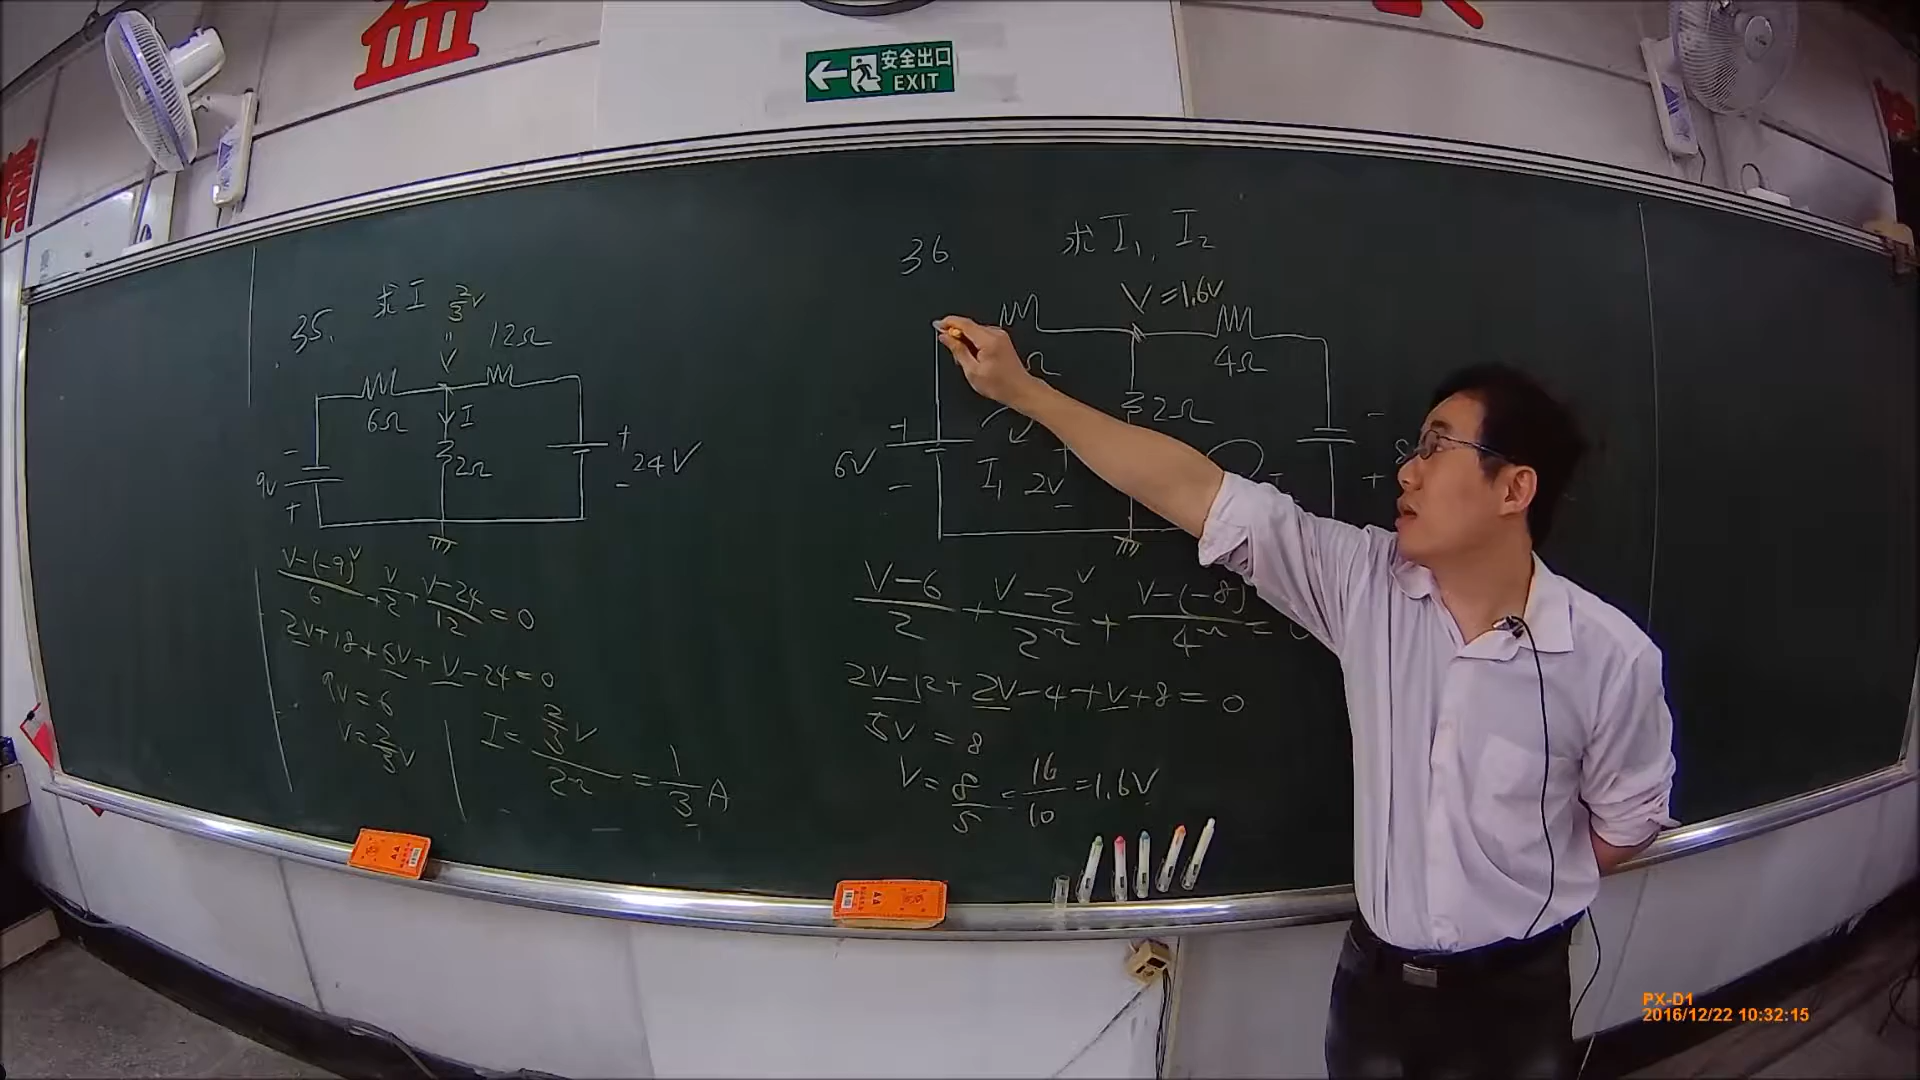 益
安全出口
EXIT
35.
求 I
2/3 V
"
V
12Ω
6Ω
I
2Ω
-
9V
+
+
24V
-
(V-(-9))/6 + V/2 + (V-24)/12 = 0
2V+18+6V+V-24=0
9V=6
V=2/3 V
I= (2/3 V)/2Ω = 1/3 A
36.
求 I₁, I₂
V=1.6V
Ω
4Ω
2Ω
+
6V
-
I₁
2V
-
-
8
+
(V-6)/2 + (V-2)/2Ω + (V-(-8))/4Ω = 0
2V-12+2V-4+V+8=0
5V=8
V=8/5=16/10=1.6V
PX-D1
2016/12/22 10:32:15